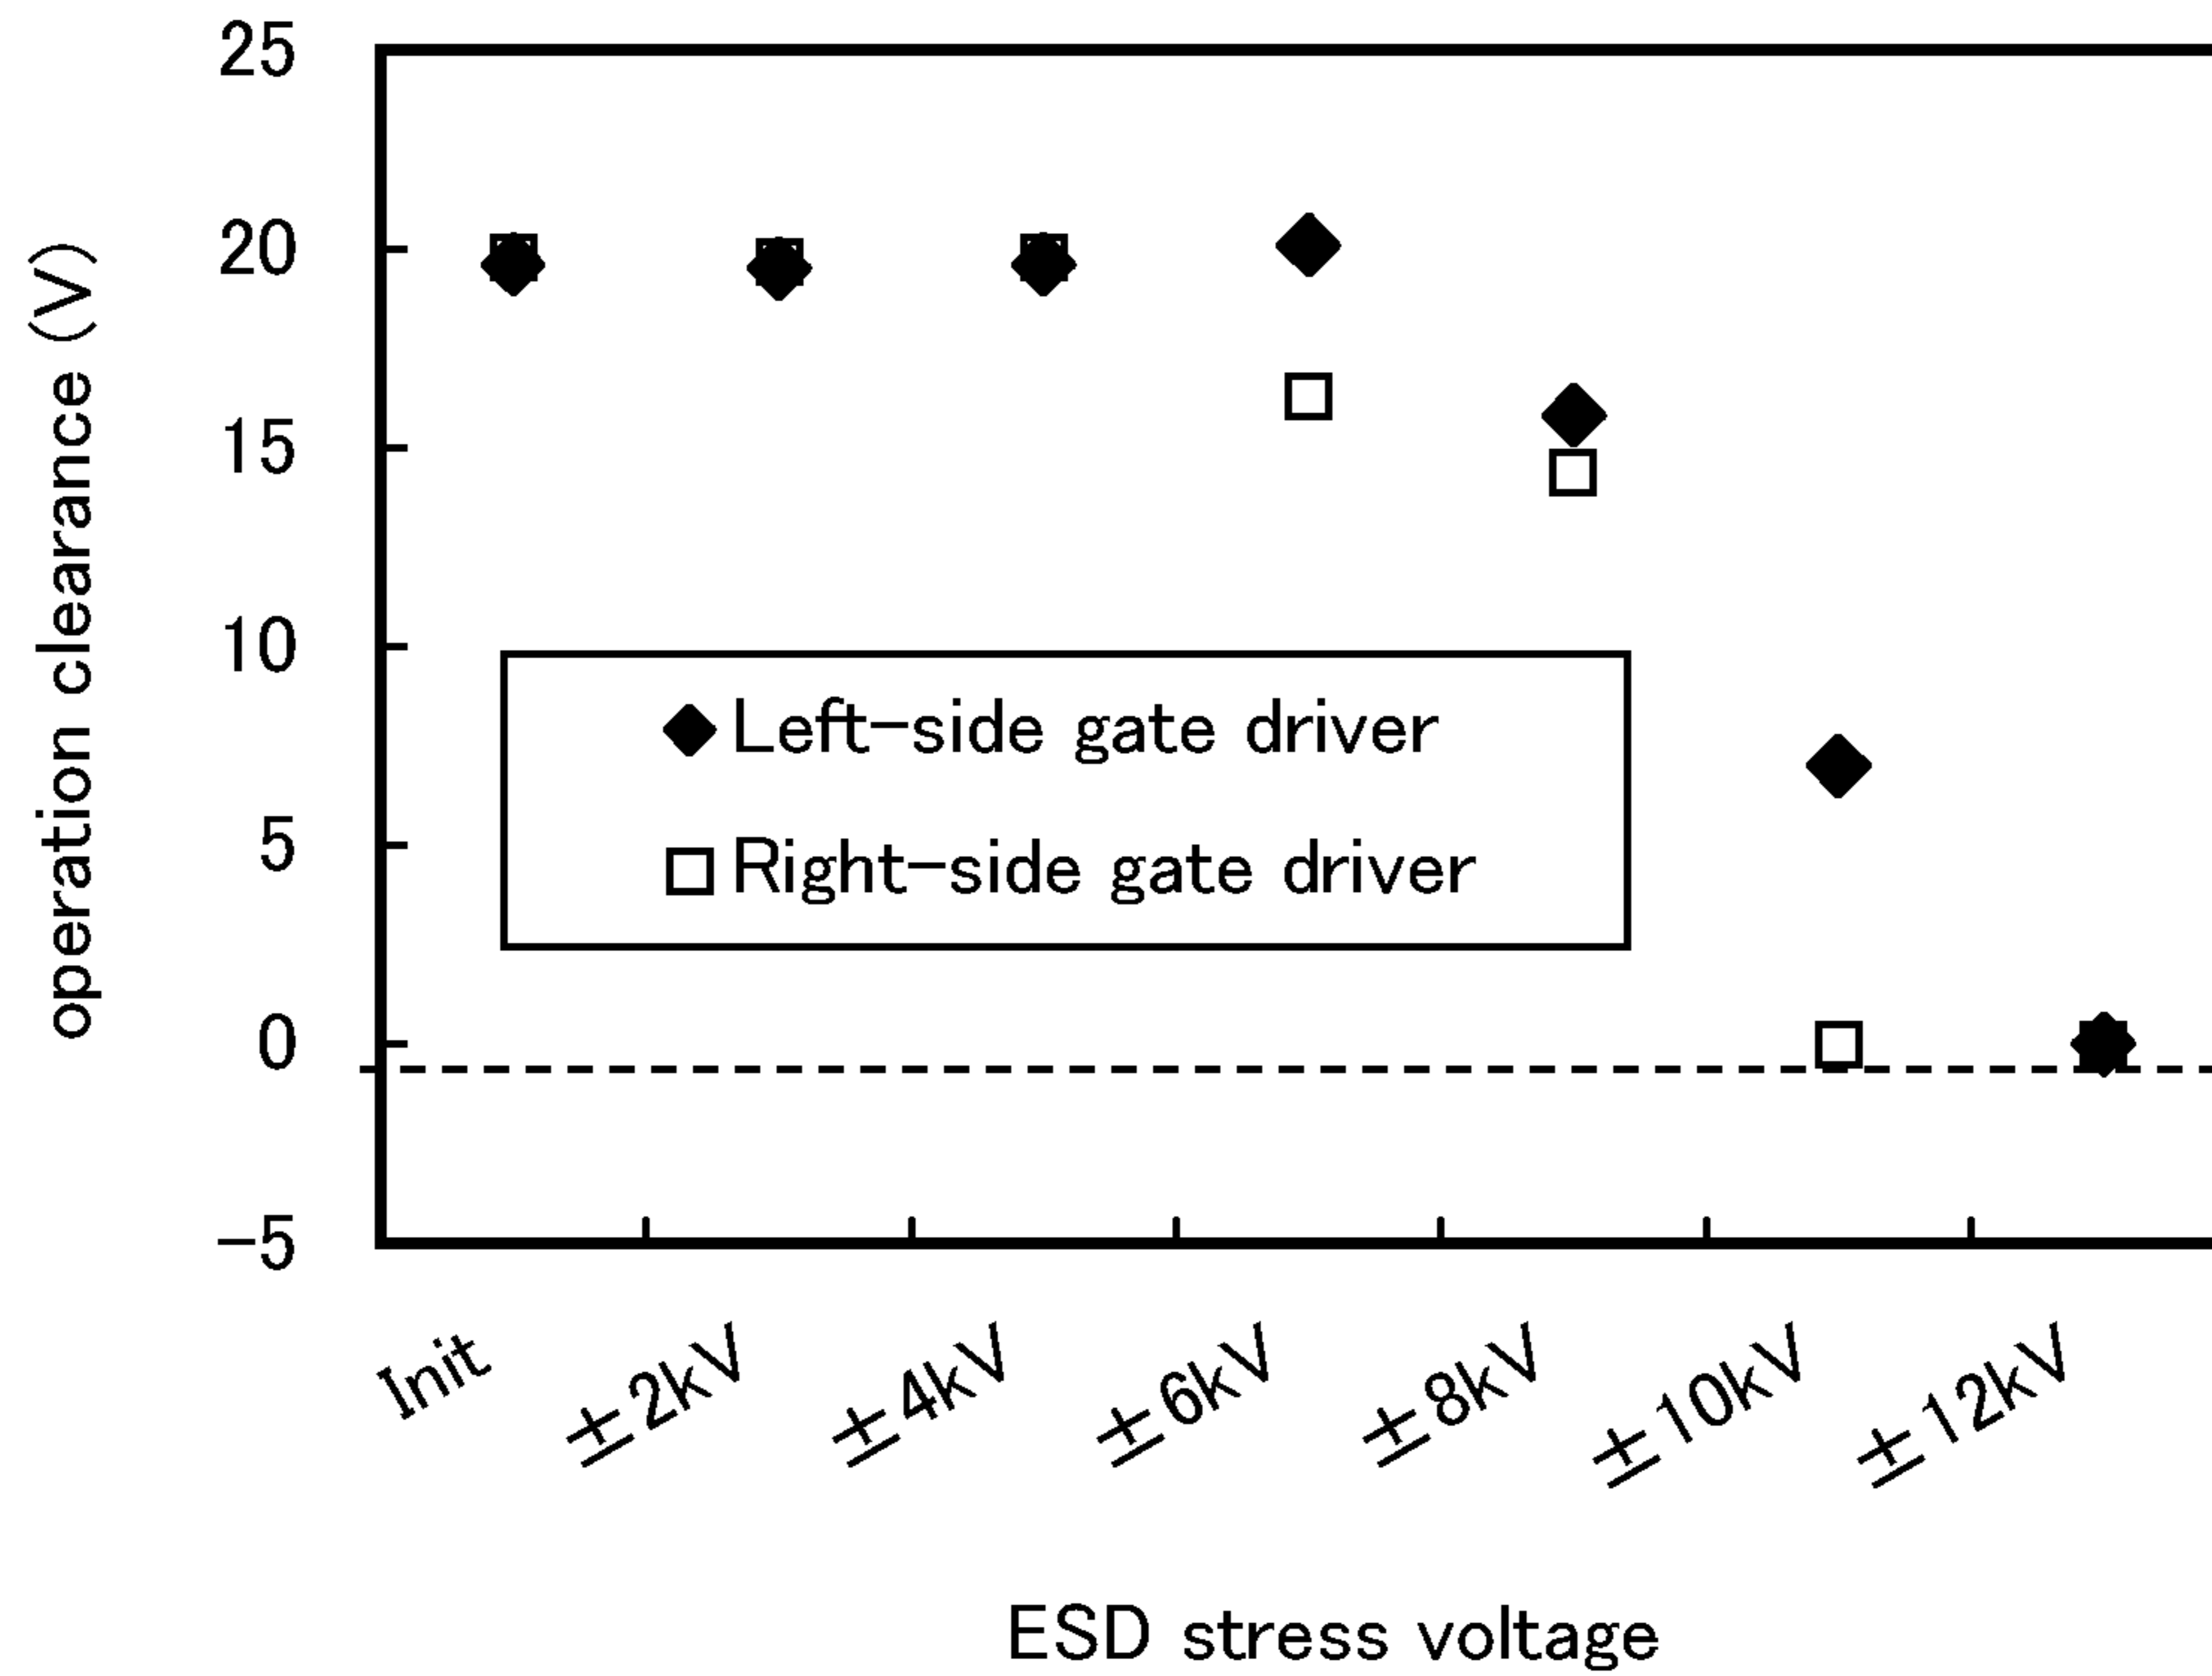 25
20
15
10
5
0
−5
operation clearance (V)
Left−side gate driver
Right−side gate driver
Init
±2kV
±4kV
±6kV
±8kV
±10kV
±12kV
ESD stress voltage